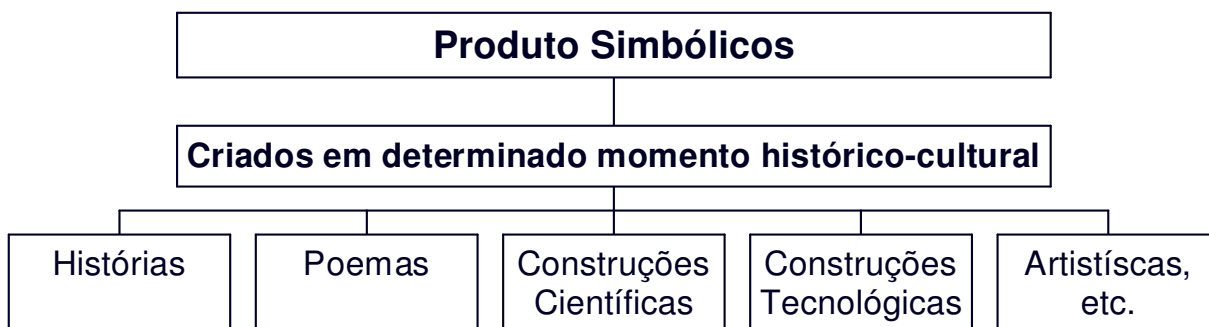 Produto Simbólicos
Criados em determinado momento histórico-cultural
Histórias
Poemas
Construções
Científicas
Construções
Tecnológicas
Artistíscas,
etc.